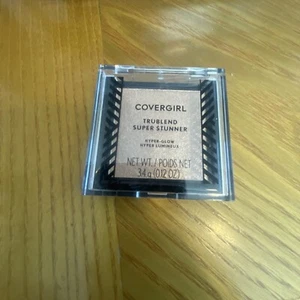 COVERGIRL
TRUBLEND
SUPER STUNNER
HYPER-GLOW
HYPER LUMINEUX
NET WT. / POIDS NET
3.4 g (0.12 OZ)